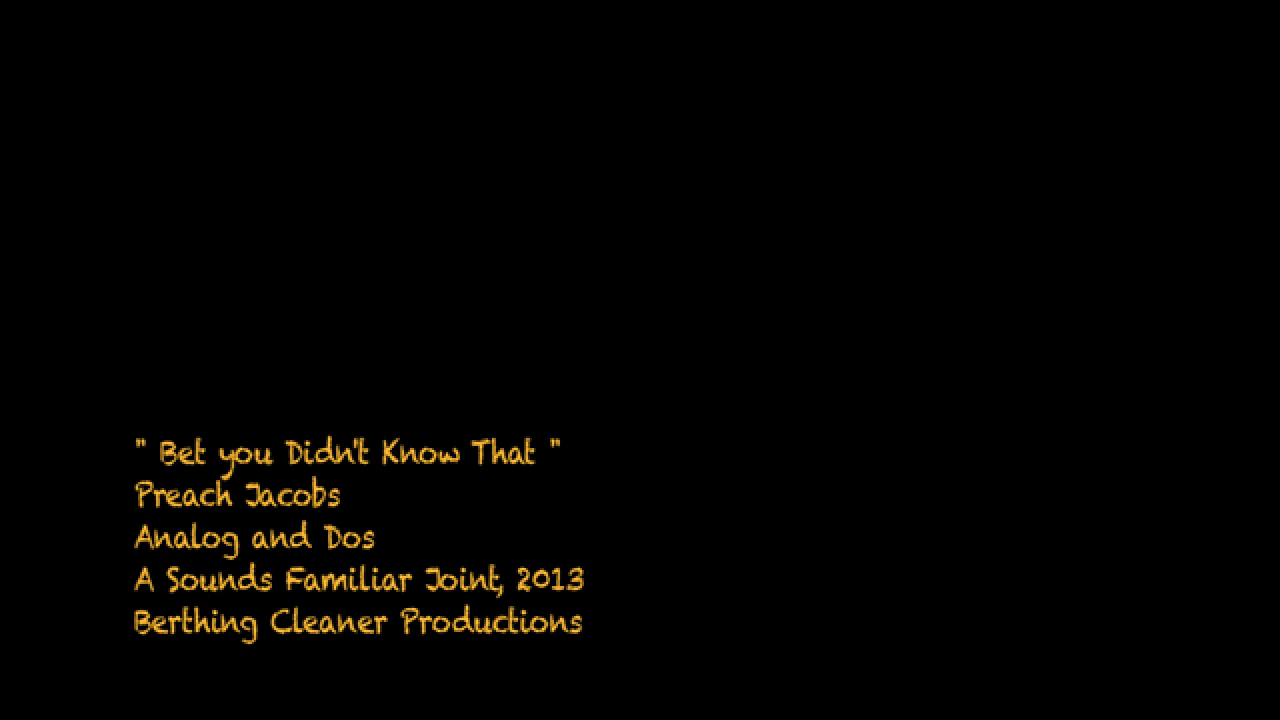 " Bet you Didn't Know That "
Preach Jacobs
Analog and Dos
A Sounds Familiar Joint, 2013
Berthing Cleaner Productions